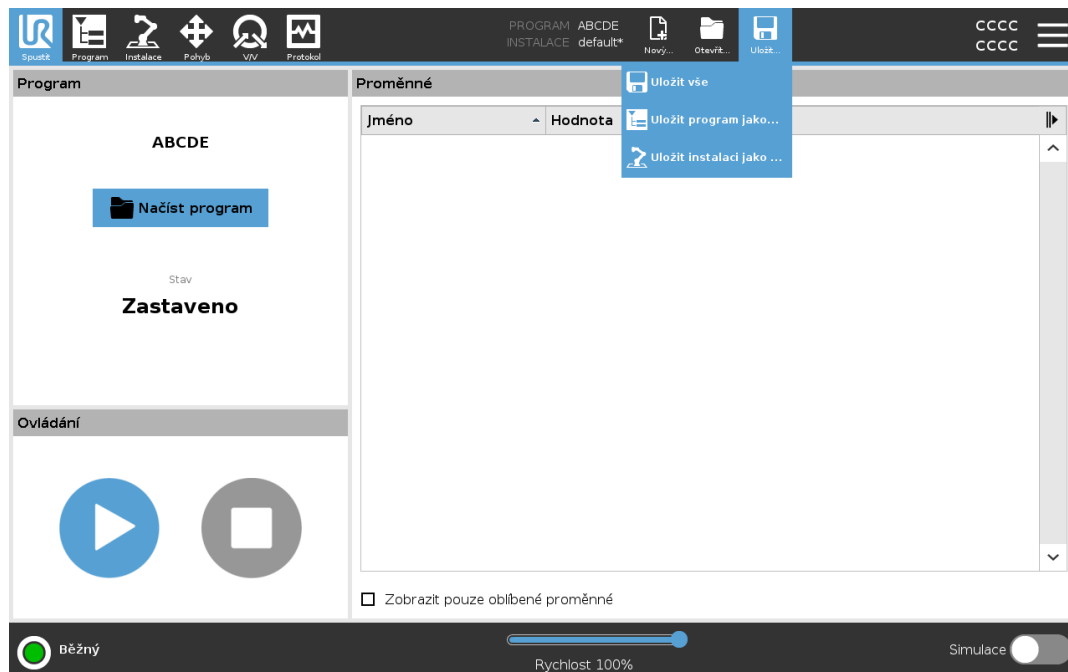 UR
Spustit
Program
Instalace
Pohyb
V/V
Protokol
PROGRAM ABCDE
INSTALACE default*
Nový...
Otevřít...
Uložit...
CCCC
CCCC
Uložit vše
Uložit program jako...
Uložit instalaci jako ...
Program
ABCDE
Načíst program
Stav
Zastaveno
Proměnné
Jméno
Hodnota
Ovládání
Zobrazit pouze oblíbené proměnné
Běžný
Rychlost 100%
Simulace